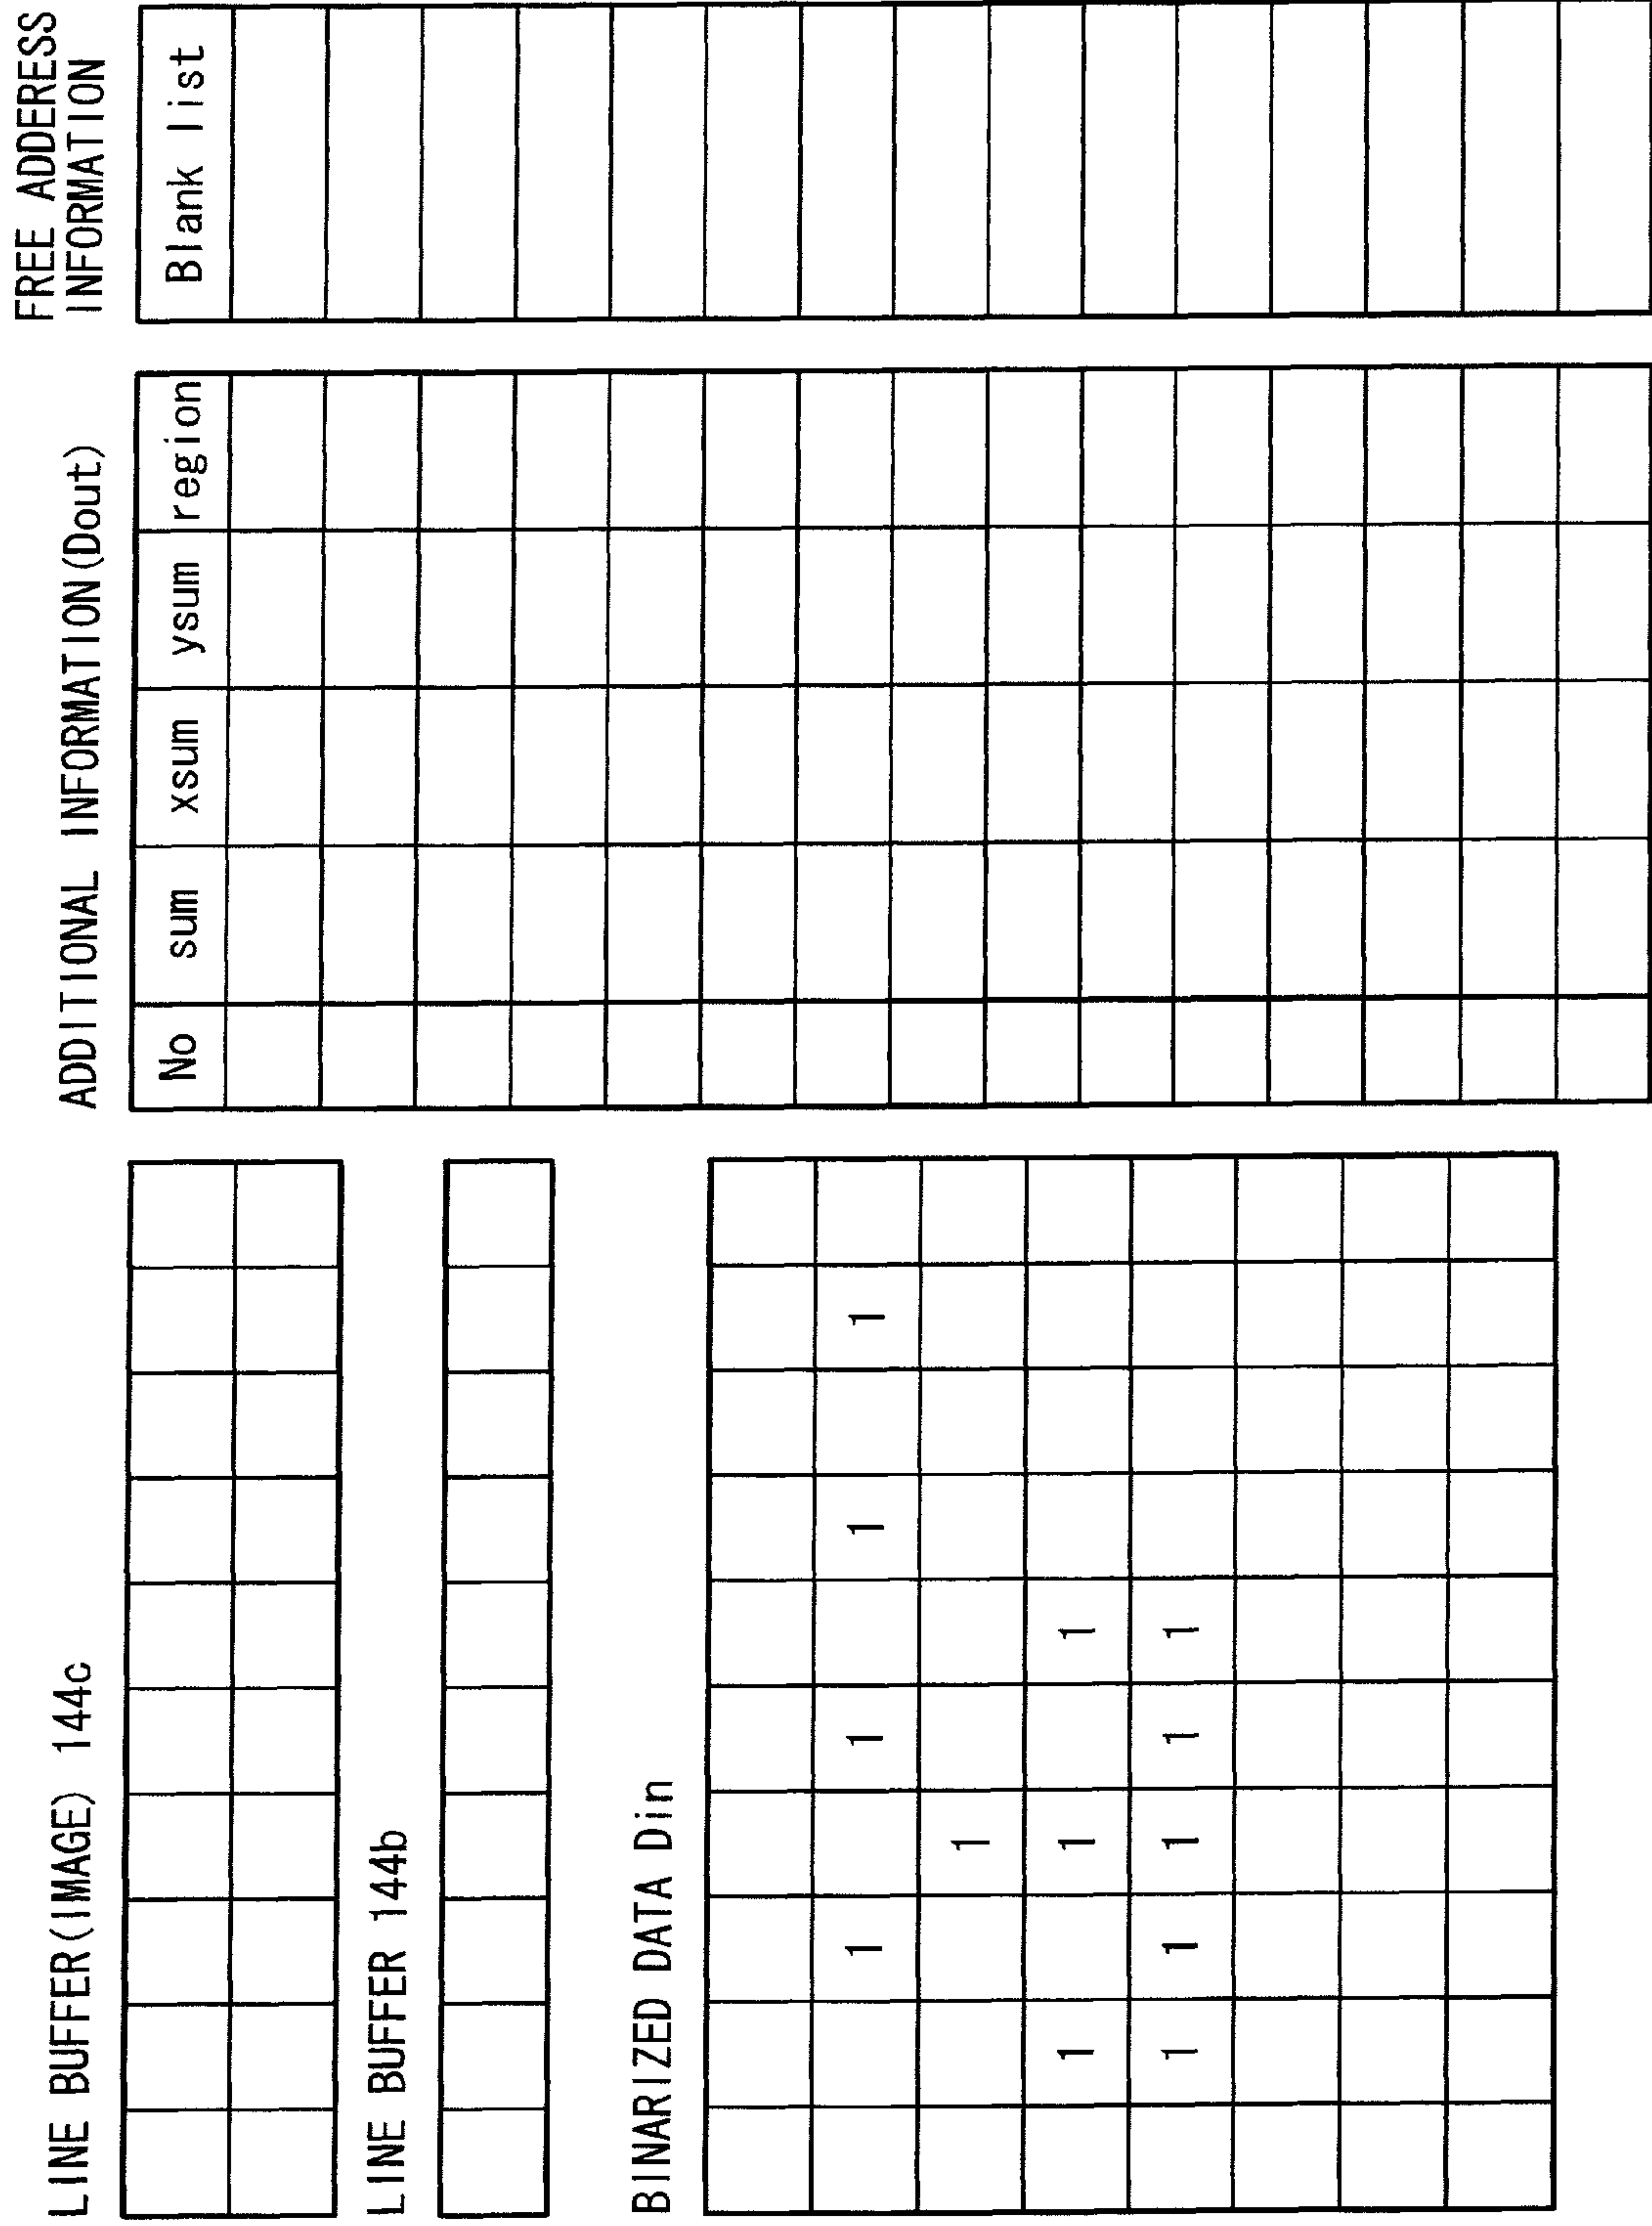 LINE BUFFER(IMAGE) 144c
LINE BUFFER 144b
BINARIZED DATA Din
1 1 1 1
1
1 1 1
1 1 1 1 1
ADDITIONAL INFORMATION(Dout)
No sum xsum ysum region
FREE ADDERESS
INFORMATION
Blank list